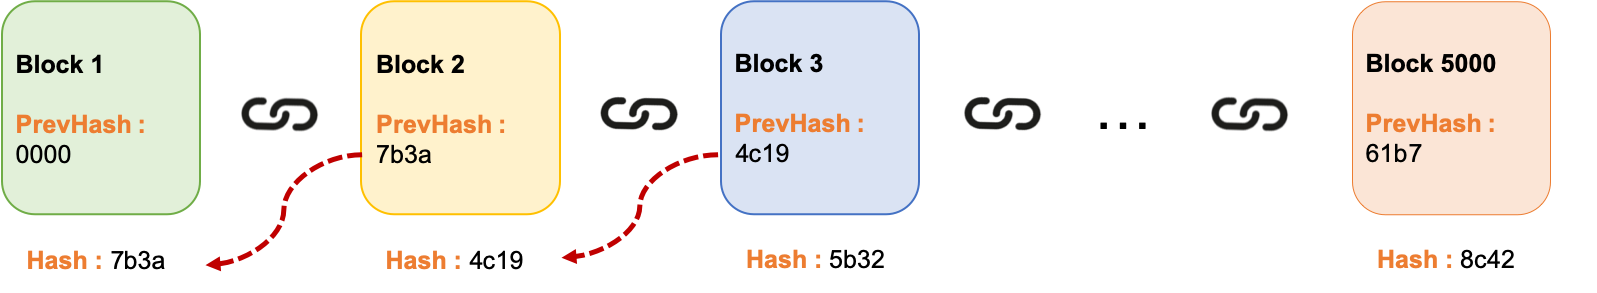 Block 1
PrevHash :
0000
Hash : 7b3a
Block 2
PrevHash :
7b3a
Hash : 4c19
Block 3
PrevHash :
4c19
Hash : 5b32
...
Block 5000
PrevHash :
61b7
Hash : 8c42